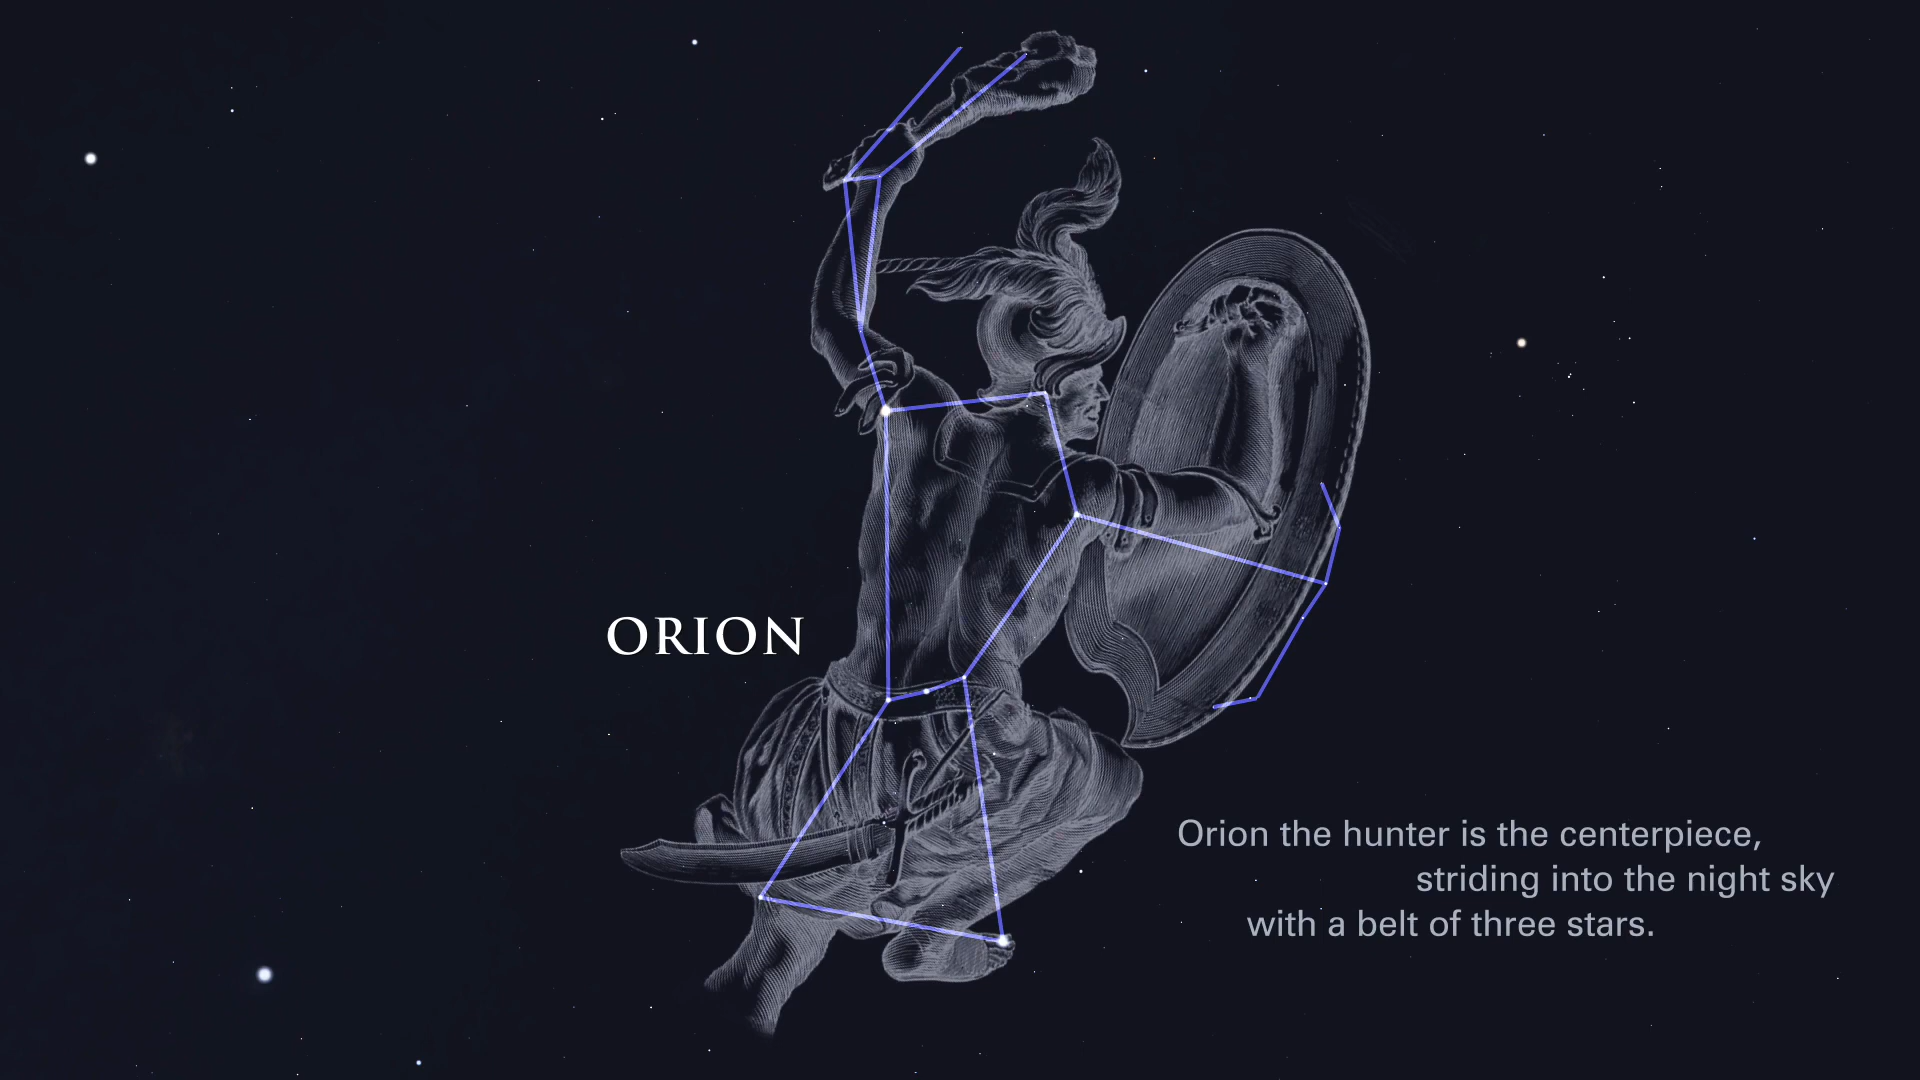 ORION
Orion the hunter is the centerpiece,
striding into the night sky
with a belt of three stars.